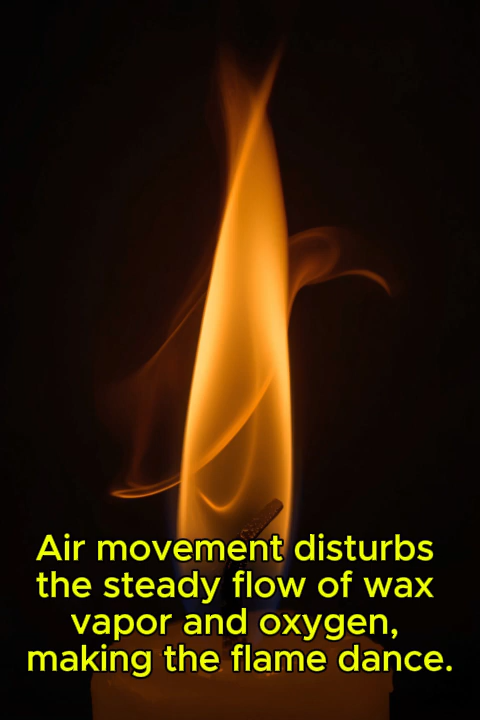 Air movement disturbs
the steady flow of wax
vapor and oxygen,
making the flame dance.